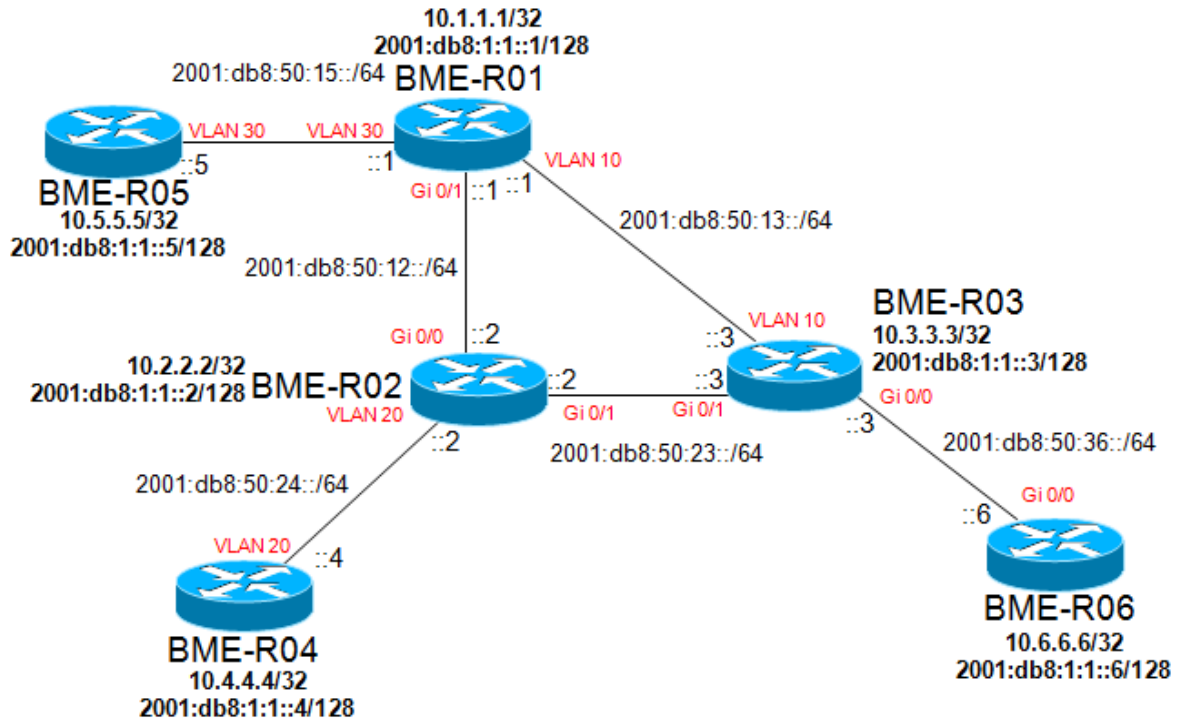 10.1.1.1/32
2001:db8:1:1::1/128
2001:db8:50:15::/64
BME-R01
VLAN 30
VLAN 30
::5
::1
VLAN 10
BME-R05
Gi 0/1
::1
::1
10.5.5.5/32
2001:db8:1:1::5/128
2001:db8:50:13::/64
2001:db8:50:12::/64
BME-R03
10.3.3.3/32
2001:db8:1:1::3/128
VLAN 10
::3
Gi 0/0
::2
10.2.2.2/32
2001:db8:1:1::2/128
BME-R02
VLAN 20
::2
::3
Gi 0/1
Gi 0/1
Gi 0/0
::3
::2
2001:db8:50:23::/64
2001:db8:50:36::/64
2001:db8:50:24::/64
Gi 0/0
::6
VLAN 20
::4
BME-R06
10.6.6.6/32
2001:db8:1:1::6/128
BME-R04
10.4.4.4/32
2001:db8:1:1::4/128